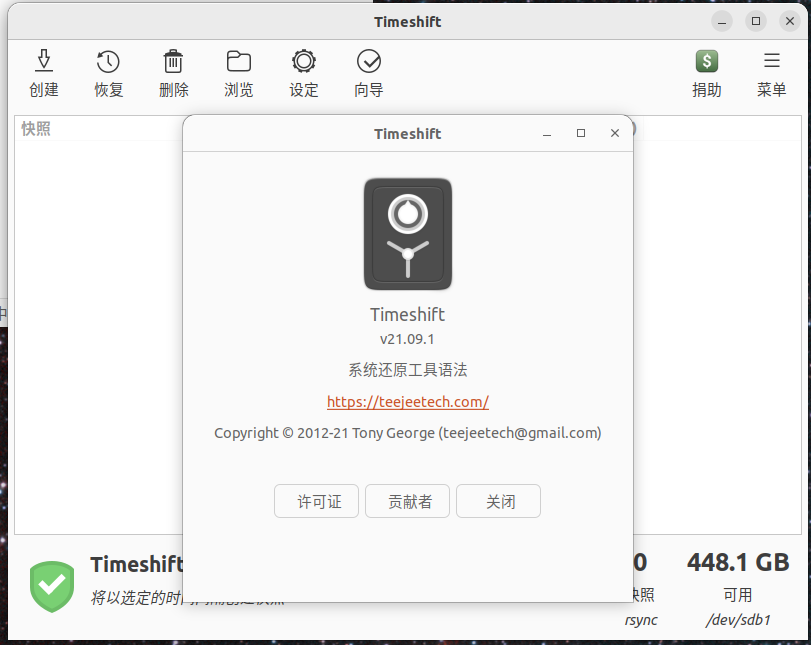 Timeshift
创建 恢复 删除 浏览 设定 向导 捐助 菜单
快照
Timeshift
Timeshift
v21.09.1
系统还原工具语法
https://teejeetech.com/
Copyright © 2012-21 Tony George (teejeetech@gmail.com)
许可证 贡献者 关闭
Timeshift 0 448.1 GB
将以选定的时 快照 可用
rsync /dev/sdb1